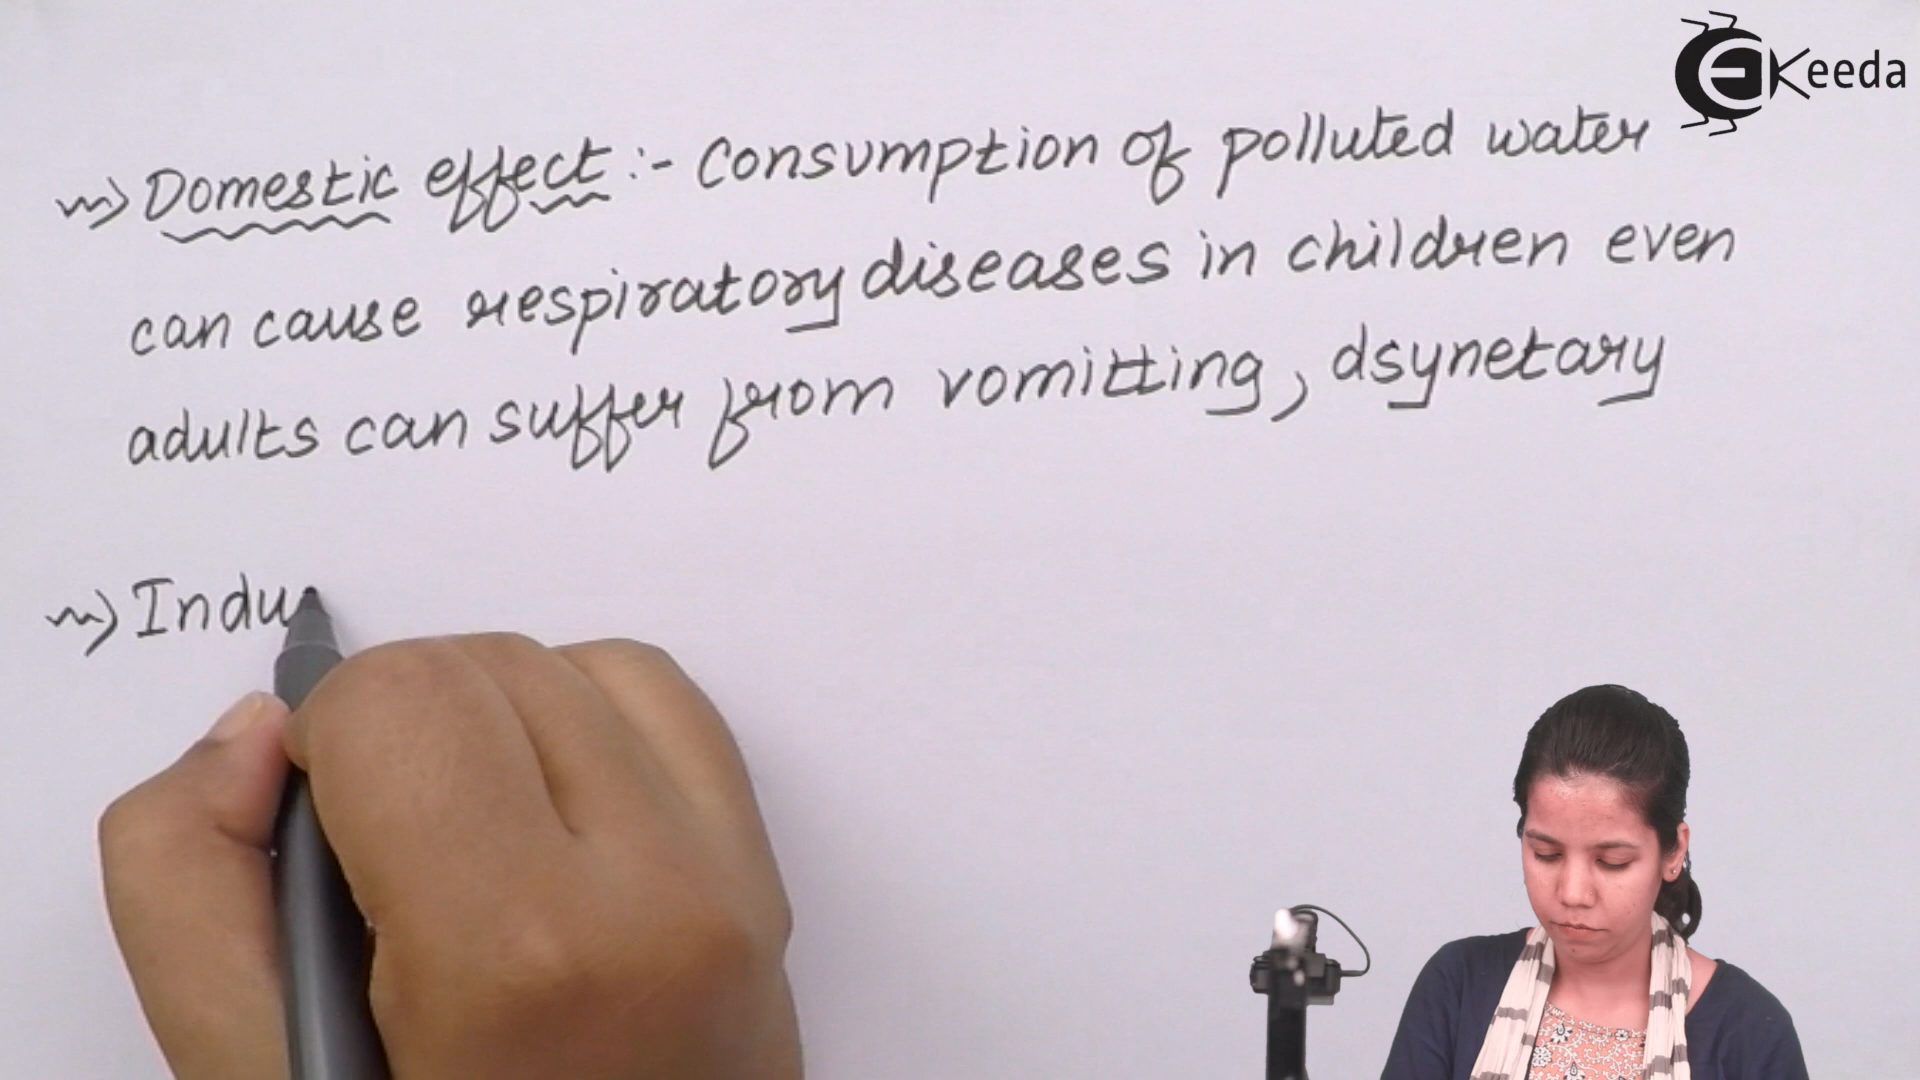 EKeeda
Domestic effect :- Consumption of polluted water
can cause respiratory diseases in children even
adults can suffer from vomitting, dsynetary
Indu